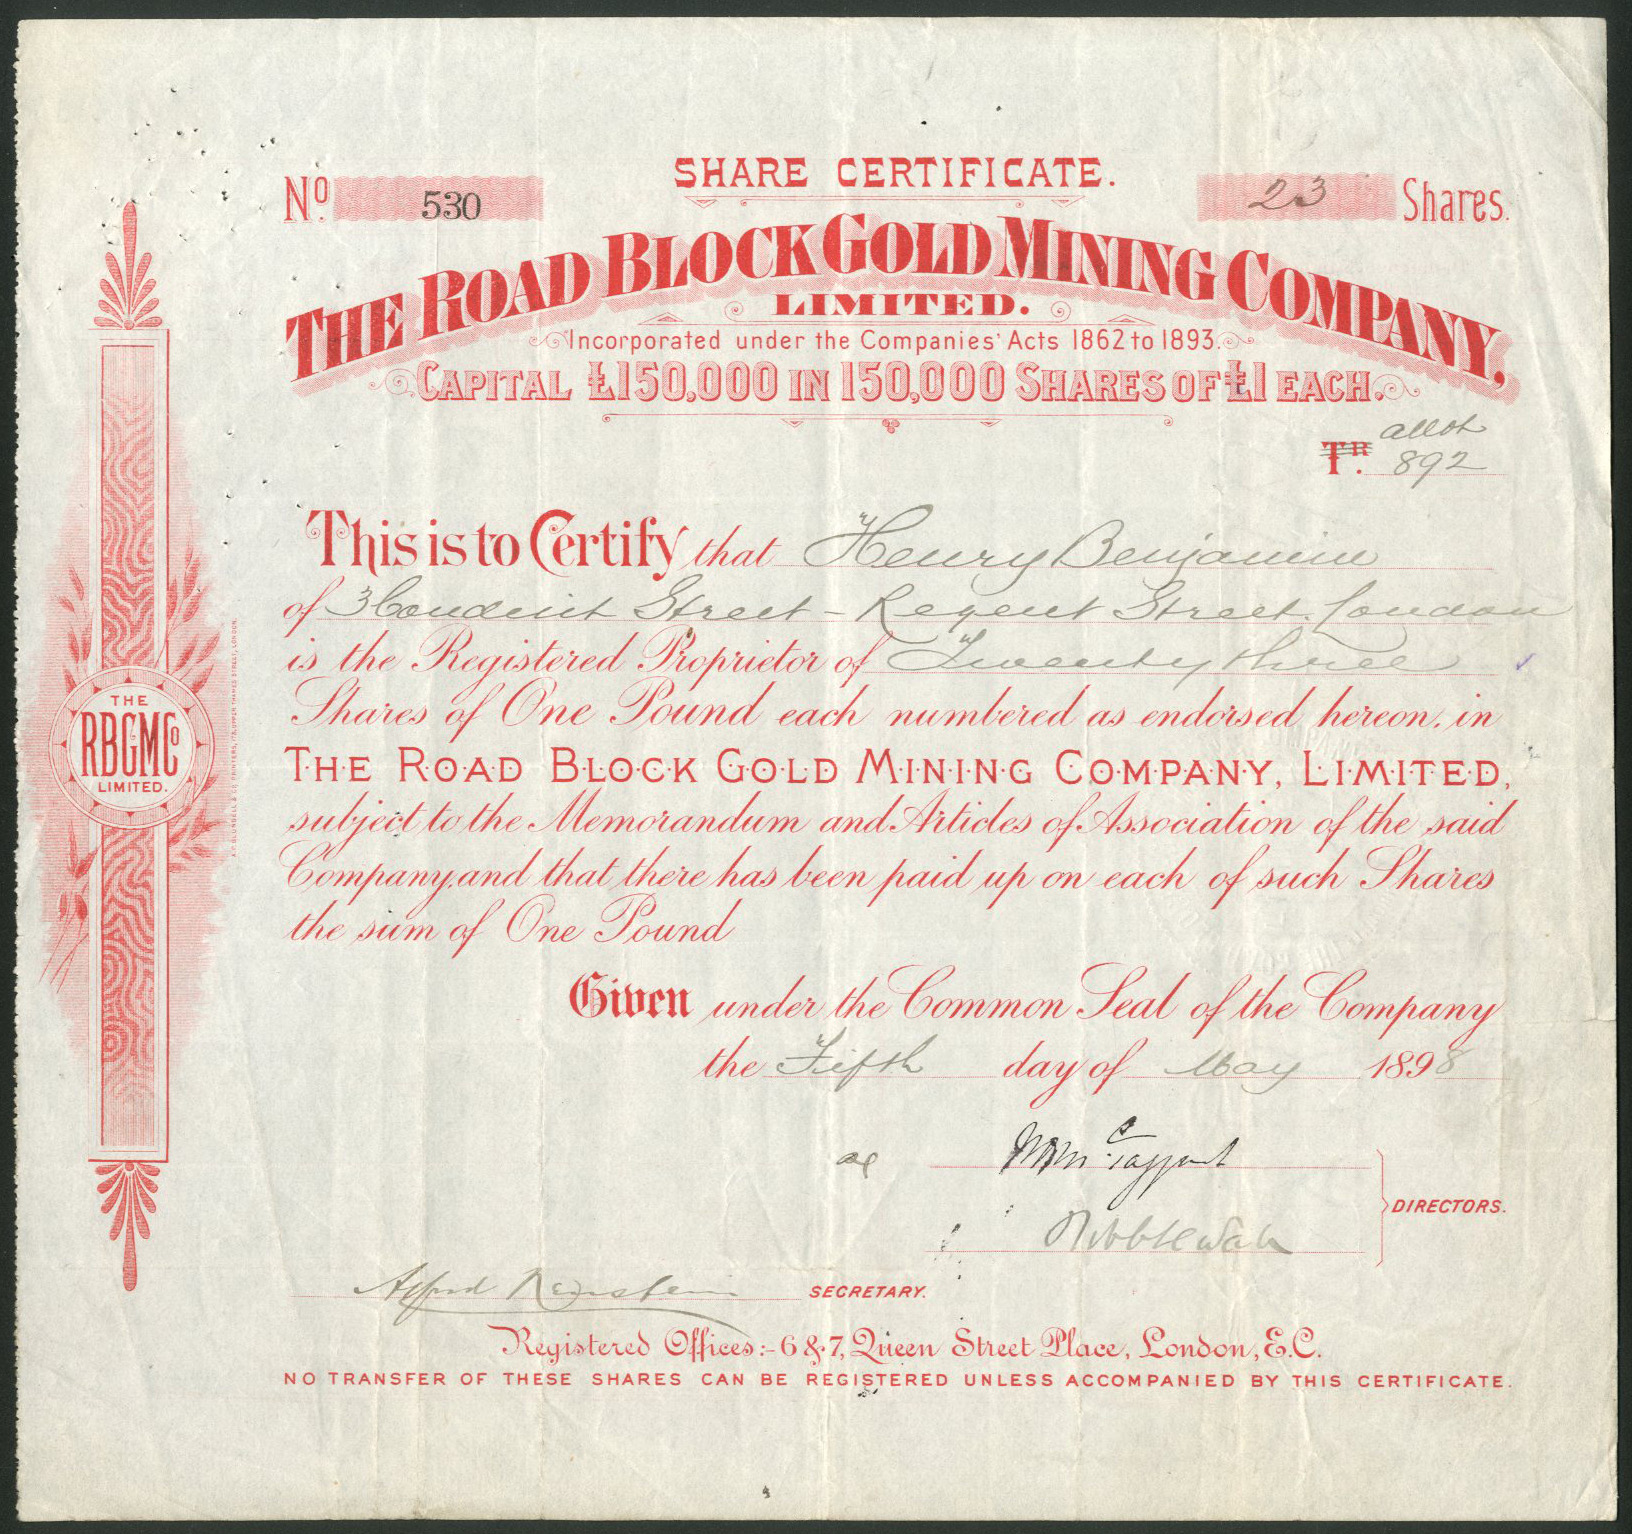 SHARE CERTIFICATE.
No. 530
23 Shares.
THE ROAD BLOCK GOLD MINING COMPANY,
LIMITED.
Incorporated under the Companies' Acts 1862 to 1893.
CAPITAL £150,000 IN 150,000 SHARES OF £1 EACH.
allot
TR. 892
This is to Certify that Henry Benjamin
of 3 Conduit Street – Regent Street. London
is the Registered Proprietor of Twenty three
Shares of One Pound each numbered as endorsed hereon, in
THE ROAD BLOCK GOLD MINING COMPANY, LIMITED,
subject to the Memorandum and Articles of Association of the said
Company, and that there has been paid up on each of such Shares
the sum of One Pound
Given under the Common Seal of the Company
the Fifth day of May 1898
McTaggart
DIRECTORS.
Alfred SECRETARY.
Registered Offices:- 6 & 7, Queen Street Place, London, E.C.
NO TRANSFER OF THESE SHARES CAN BE REGISTERED UNLESS ACCOMPANIED BY THIS CERTIFICATE.
THE
RBGMCo
LIMITED.
PRINTERS, UPPER THAMES STREET, LONDON.